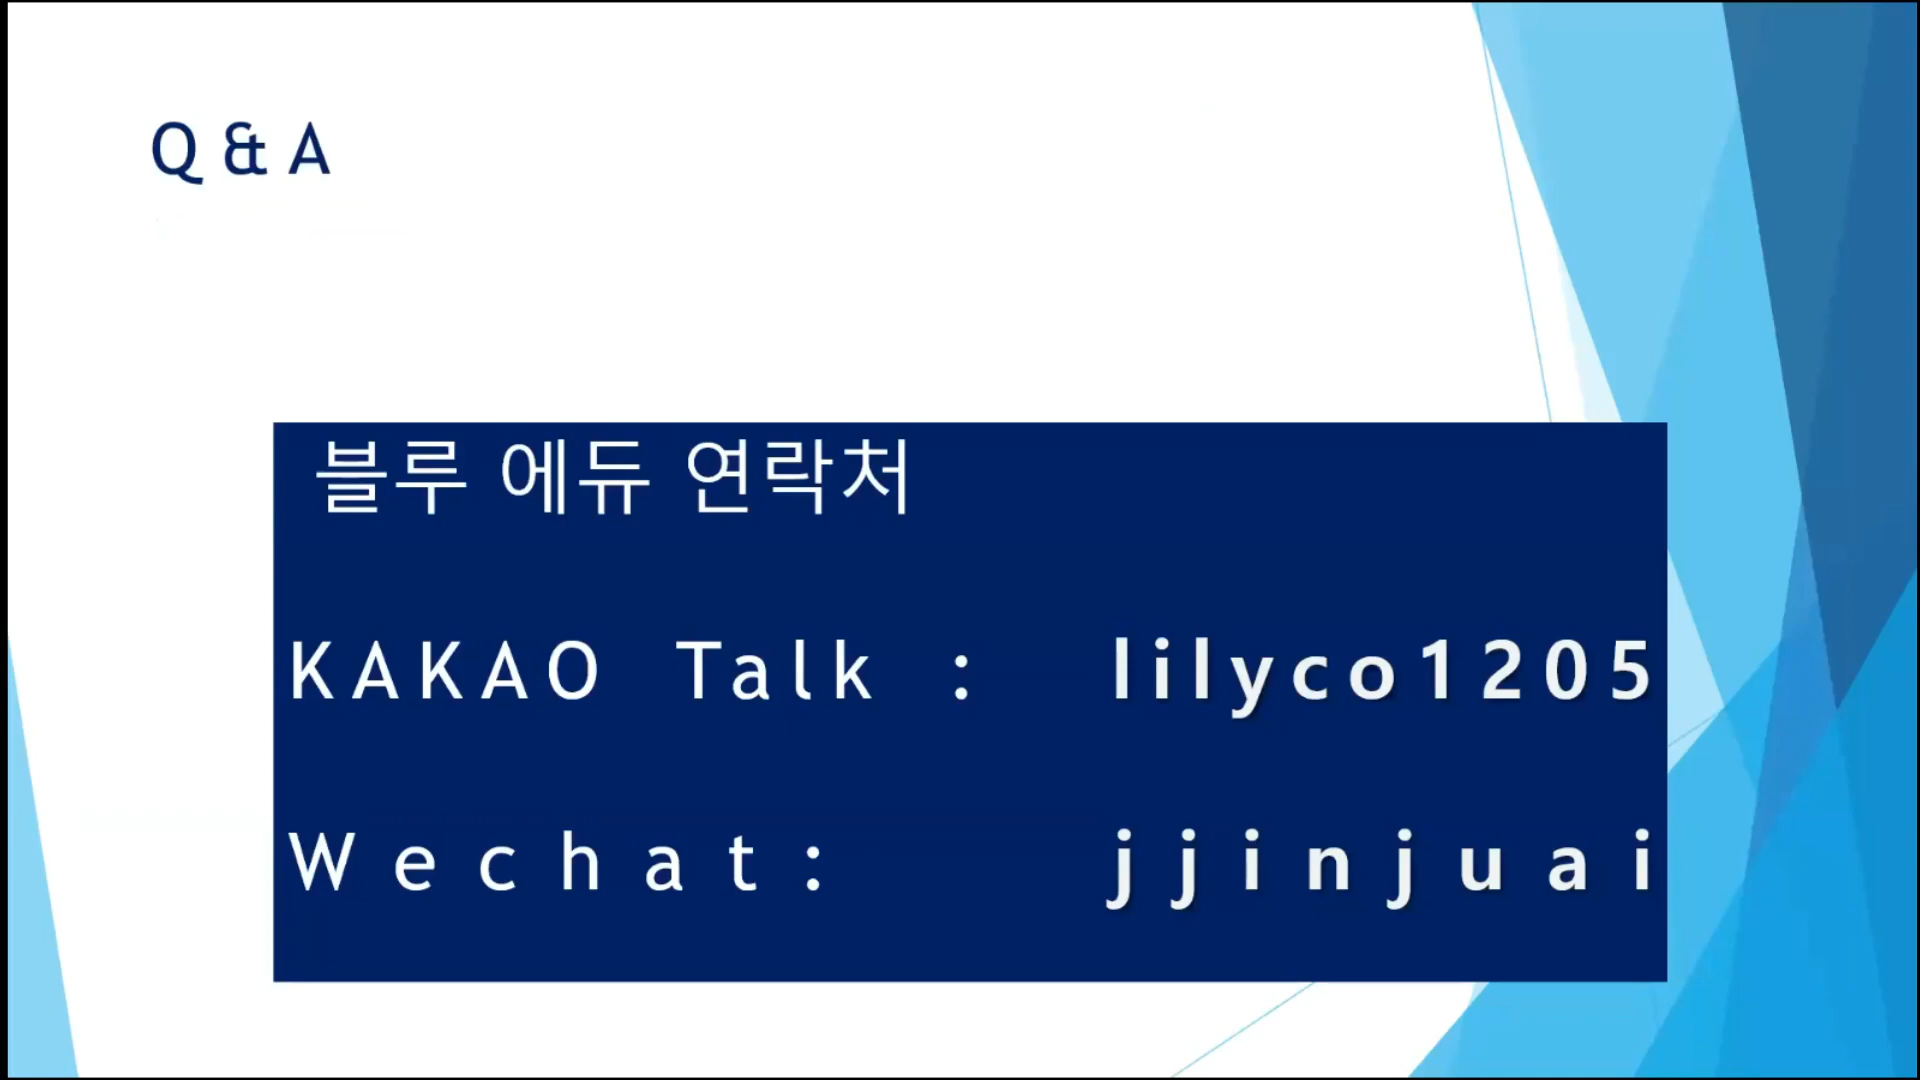 Q & A
블루 에듀 연락처
KAKAO Talk : lilyco1205
Wechat: jjinjuai